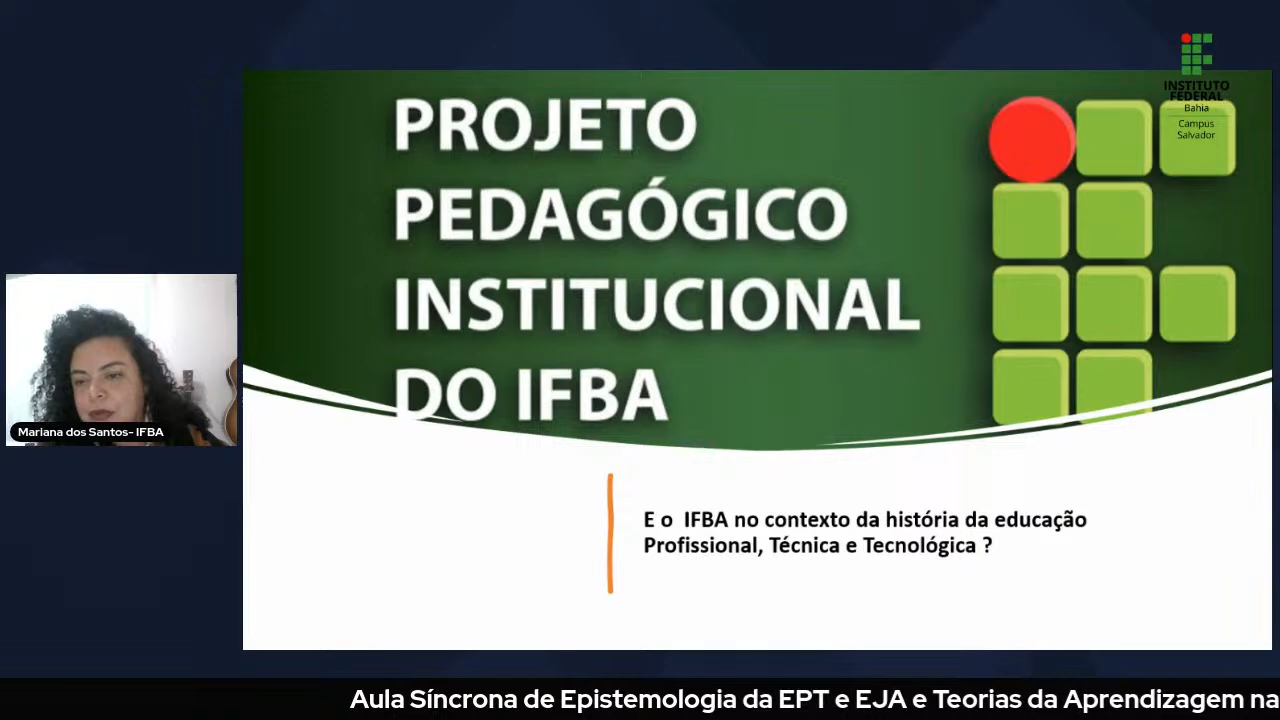 INSTITUTO
FEDERAL
Bahia
Campus
Salvador
PROJETO
PEDAGÓGICO
INSTITUCIONAL
DO IFBA
Mariana dos Santos- IFBA
E o  IFBA no contexto da história da educação
Profissional, Técnica e Tecnológica ?
Aula Síncrona de Epistemologia da EPT e EJA e Teorias da Aprendizagem na